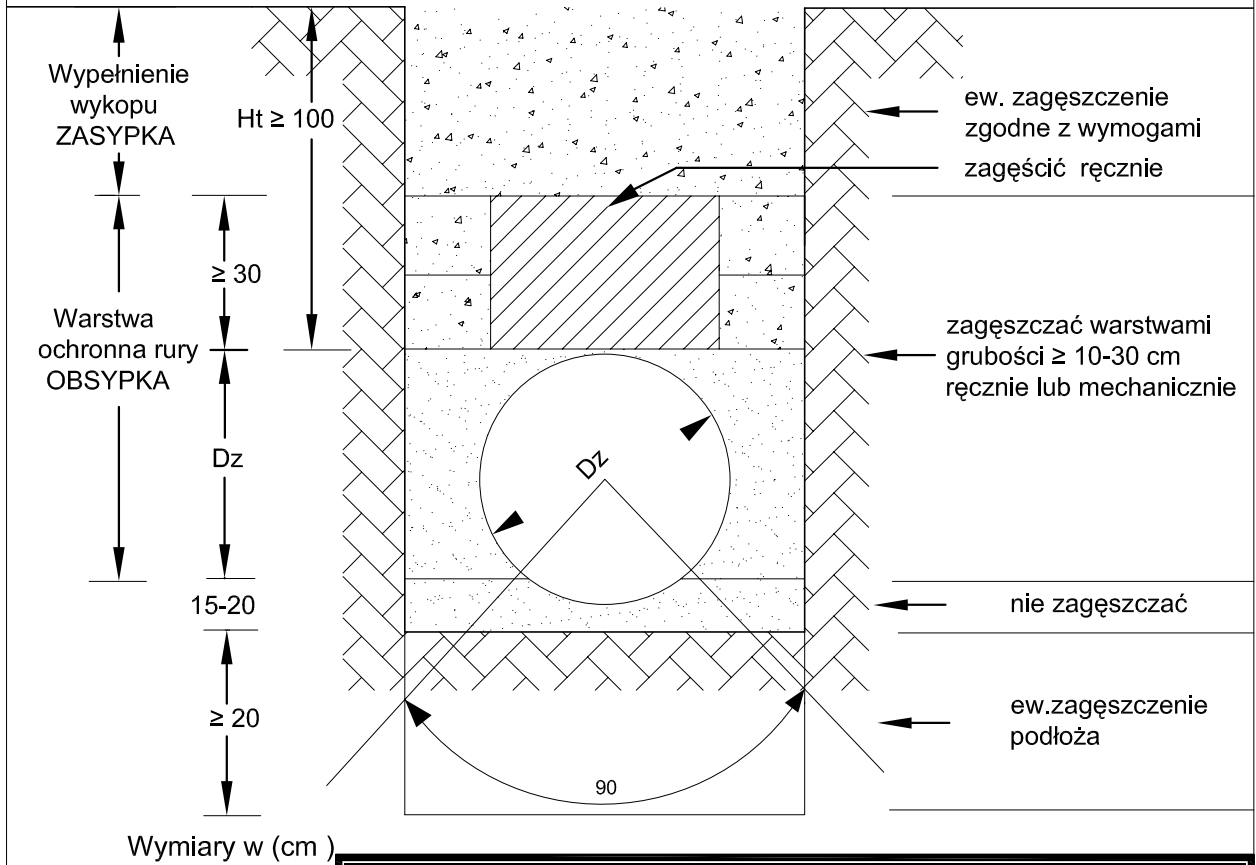 Wypełnienie
wykopu
ZASYPKA
Ht ≥ 100
ew. zagęszczenie
zgodne z wymogami
zagęścić ręcznie
≥ 30
Warstwa
ochronna rury
OBSYPKA
zagęszczać warstwami
grubości ≥ 10-30 cm
ręcznie lub mechanicznie
Dz
Dz
15-20
nie zagęszczać
≥ 20
ew.zagęszczenie
podłoża
90
Wymiary w (cm )